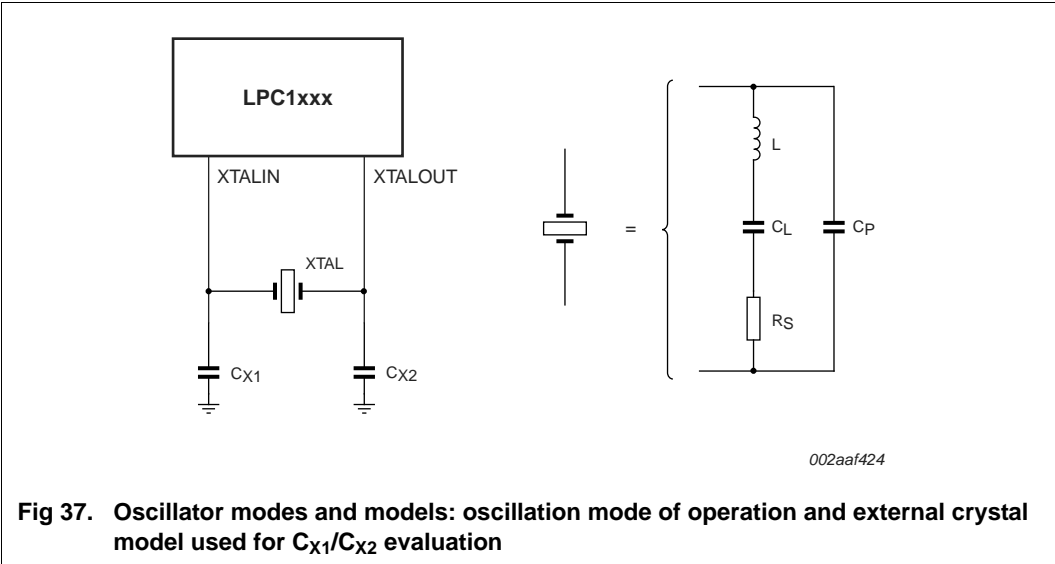 LPC1xxx
XTALIN
XTALOUT
XTAL
CX1
CX2
=
L
CL
CP
RS
002aaf424
Fig 37. Oscillator modes and models: oscillation mode of operation and external crystal
model used for CX1/CX2 evaluation